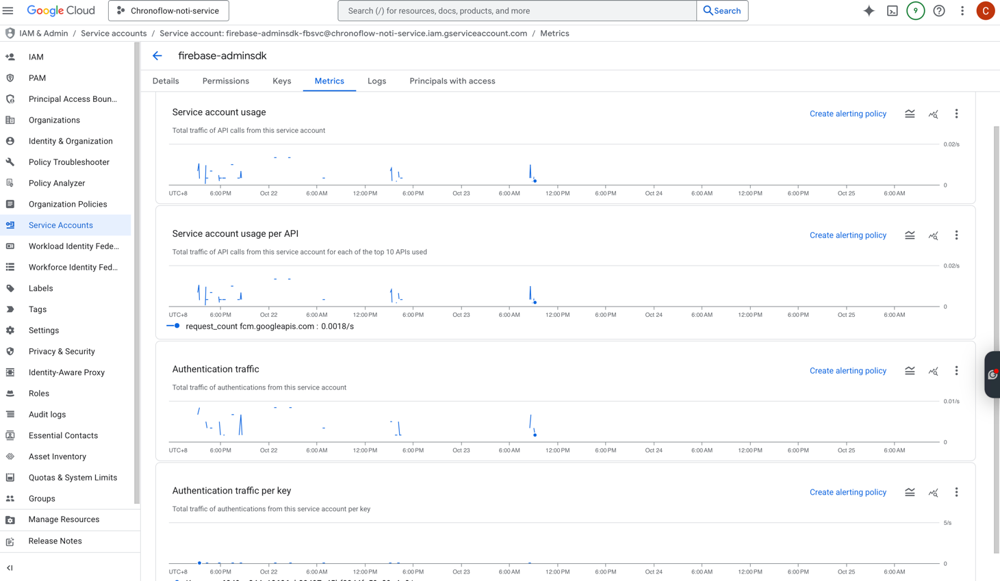 Google Cloud
Chronoflow-noti-service
Search (/) for resources, docs, products, and more
Search
9
C
IAM & Admin / Service accounts / Service account: firebase-adminsdk-fbsvc@chronoflow-noti-service.iam.gserviceaccount.com / Metrics
IAM
PAM
Principal Access Boun...
Organizations
Identity & Organization
Policy Troubleshooter
Policy Analyzer
Organization Policies
Service Accounts
Workload Identity Fede...
Workforce Identity Fed...
Labels
Tags
Settings
Privacy & Security
Identity-Aware Proxy
Roles
Audit logs
Essential Contacts
Asset Inventory
Quotas & System Limits
Groups
Manage Resources
Release Notes
firebase-adminsdk
Details Permissions Keys Metrics Logs Principals with access
Service account usage
Create alerting policy
Total traffic of API calls from this service account
0.02/s
0
UTC+8 6:00 PM Oct 22 6:00 AM 12:00 PM 6:00 PM Oct 23 6:00 AM 12:00 PM 6:00 PM Oct 24 6:00 AM 12:00 PM 6:00 PM Oct 25 6:00 AM
Service account usage per API
Create alerting policy
Total traffic of API calls from this service account for each of the top 10 APIs used
0.02/s
0
UTC+8 6:00 PM Oct 22 6:00 AM 12:00 PM 6:00 PM Oct 23 6:00 AM 12:00 PM 6:00 PM Oct 24 6:00 AM 12:00 PM 6:00 PM Oct 25 6:00 AM
request_count fcm.googleapis.com : 0.0018/s
Authentication traffic
Create alerting policy
Total traffic of authentications from this service account
0.01/s
0
UTC+8 6:00 PM Oct 22 6:00 AM 12:00 PM 6:00 PM Oct 23 6:00 AM 12:00 PM 6:00 PM Oct 24 6:00 AM 12:00 PM 6:00 PM Oct 25 6:00 AM
Authentication traffic per key
Create alerting policy
Total traffic of authentications from this service account per key
5/s
0
UTC+8 6:00 PM Oct 22 6:00 AM 12:00 PM 6:00 PM Oct 23 6:00 AM 12:00 PM 6:00 PM Oct 24 6:00 AM 12:00 PM 6:00 PM Oct 25 6:00 AM